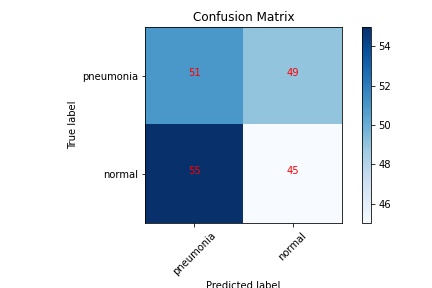 Confusion Matrix
True label
pneumonia
normal
51
49
55
45
pneumonia
normal
Predicted label
54
52
50
48
46